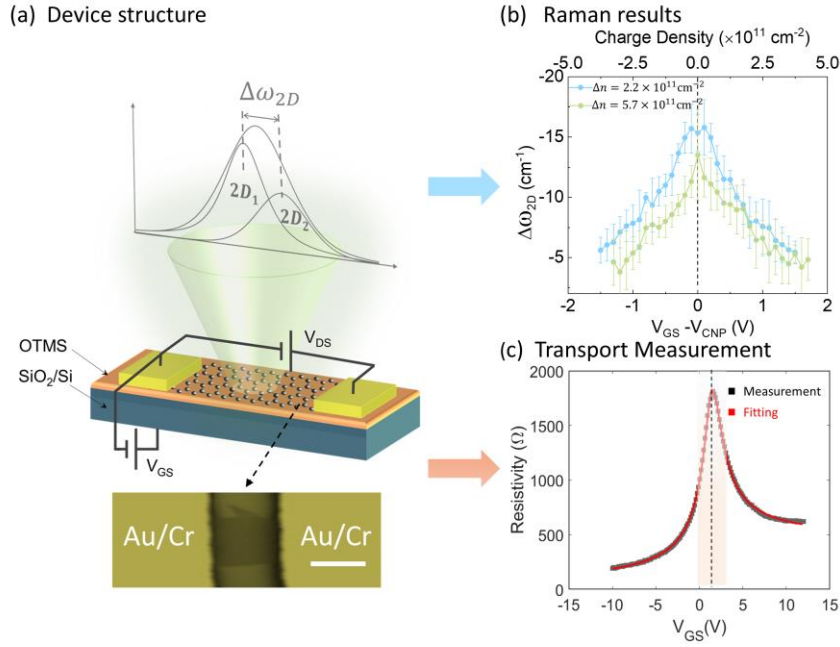 (a) Device structure
Δω2D
2D1
2D2
OTMS
SiO2/Si
VDS
VGS
Au/Cr
Au/Cr
(b) Raman results
Charge Density (×10¹¹ cm⁻²)
-5.0 -2.5 0.0 2.5 5.0
Δn = 2.2 × 10¹¹cm⁻²
Δn = 5.7 × 10¹¹cm⁻²
-20
-15
-10
-5
Δω2D (cm⁻¹)
-2 -1 0 1 2
VGS -VCNP (V)
(c) Transport Measurement
2000
1500
1000
500
0
Resistivity (Ω)
Measurement
Fitting
-15 -10 -5 0 5 10 15
VGS(V)